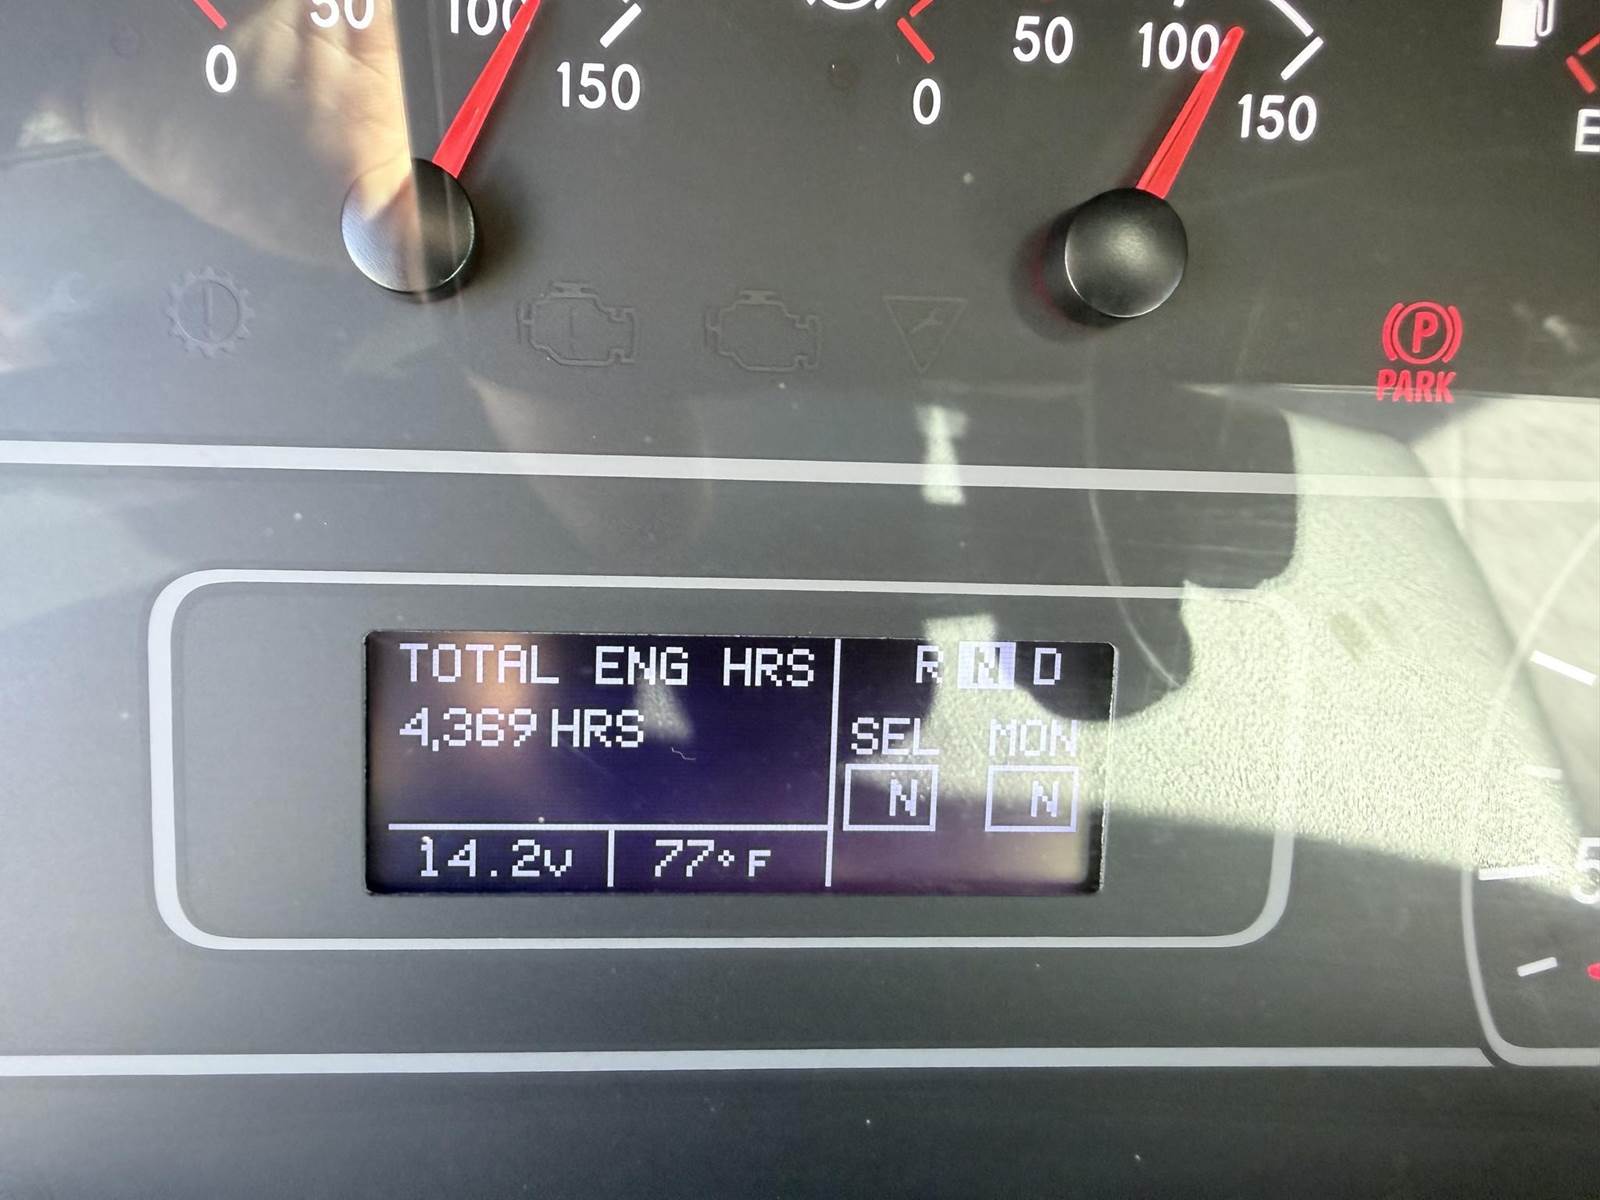 0 50 100 150
0 50 100 150
E
P
PARK
TOTAL ENG HRS
4,369 HRS
R N D
SEL MON
N N
14.2v 77°F
5